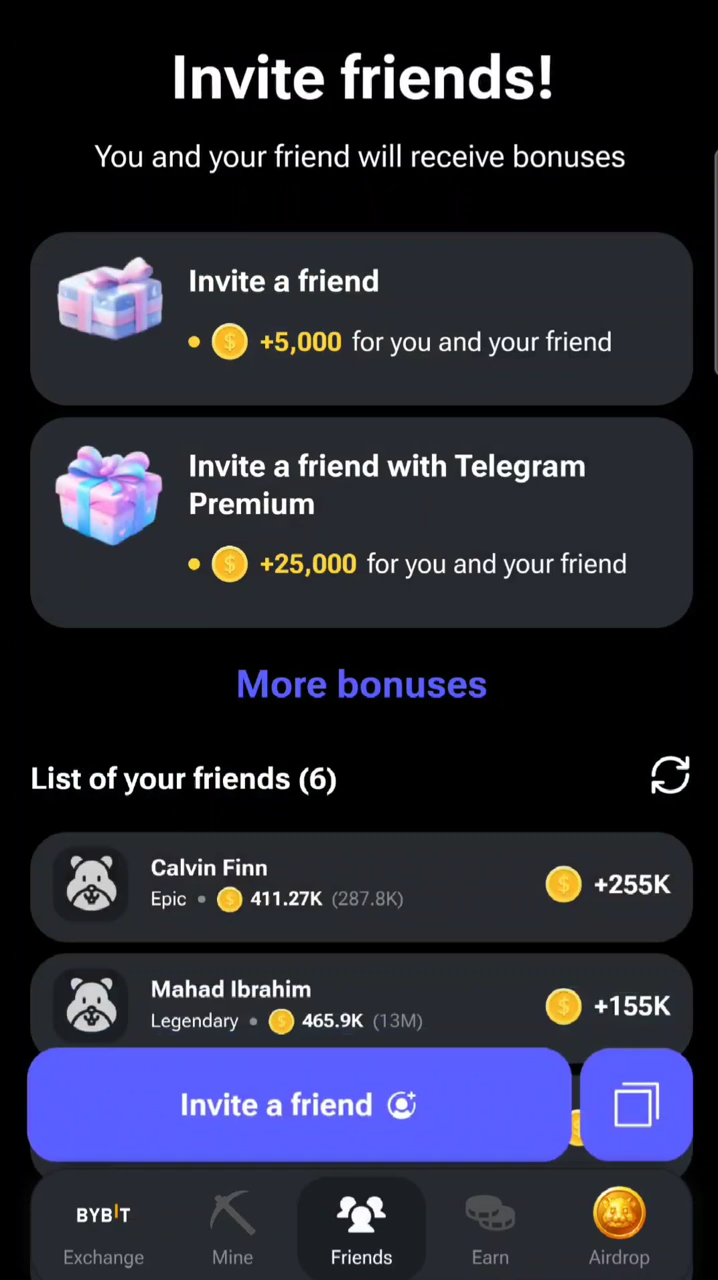 Invite friends!
You and your friend will receive bonuses
Invite a friend
+5,000 for you and your friend
Invite a friend with Telegram
Premium
+25,000 for you and your friend
More bonuses
List of your friends (6)
Calvin Finn
Epic • 411.27K (287.8K)
+255K
Mahad Ibrahim
Legendary • 465.9K (13M)
+155K
Invite a friend
BYBIT
Exchange
Mine
Friends
Earn
Airdrop